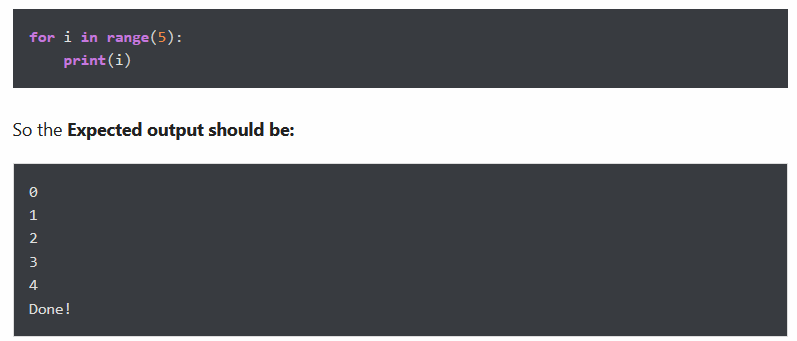 for i in range(5):
    print(i)
So the Expected output should be:
0
1
2
3
4
Done!